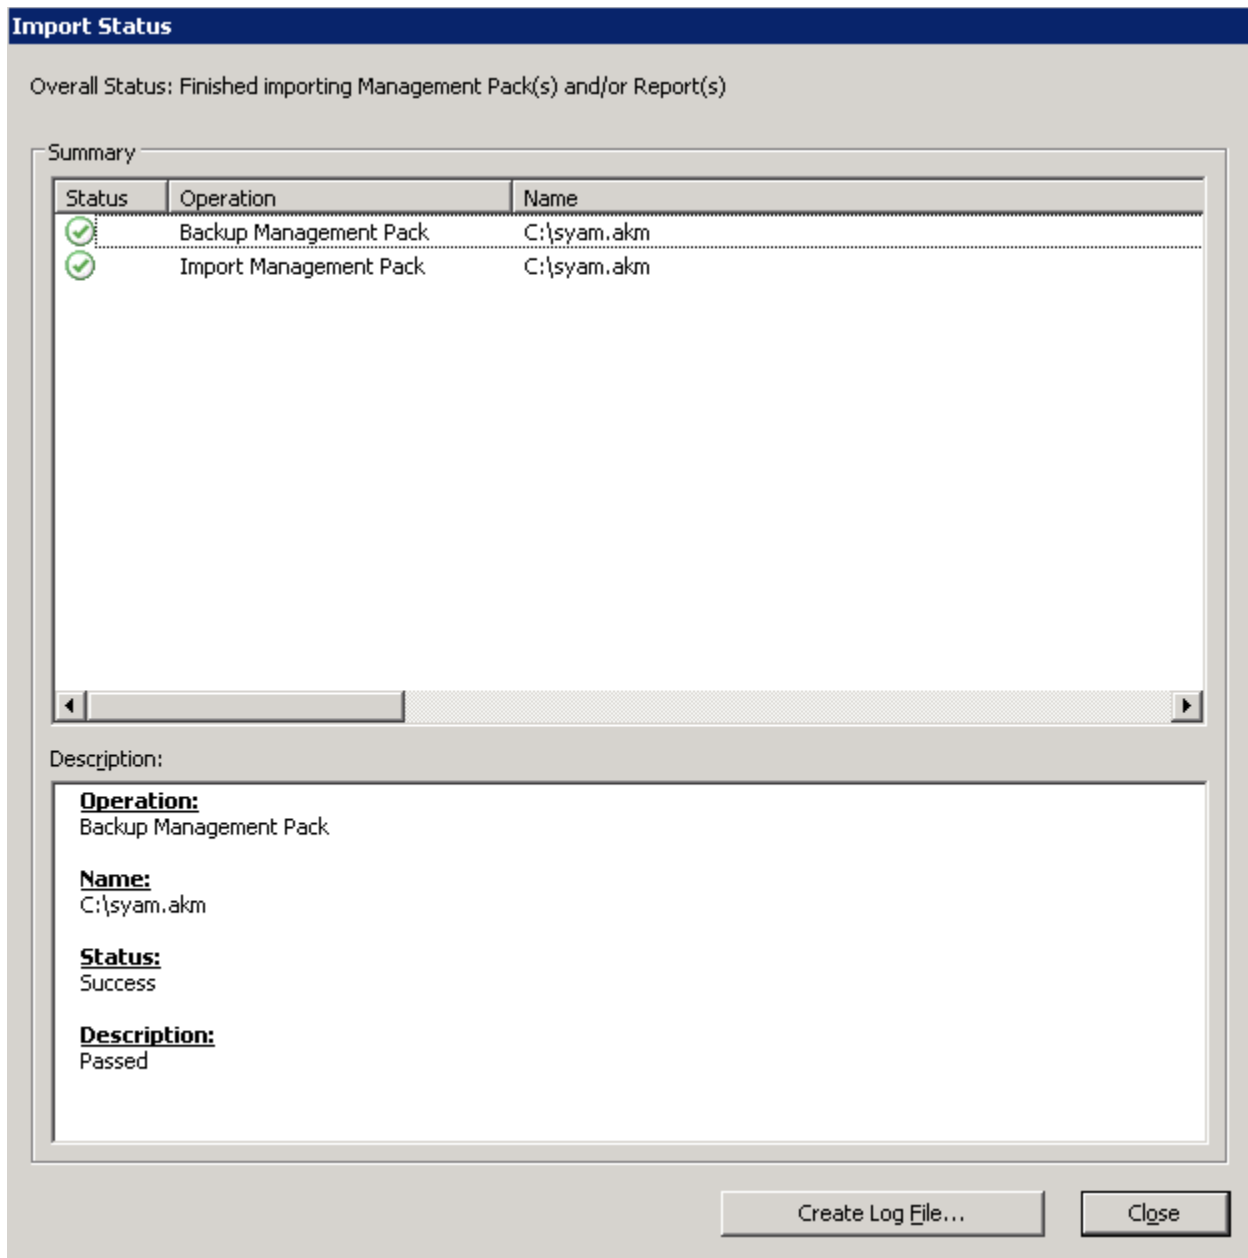 Import Status
Overall Status: Finished importing Management Pack(s) and/or Report(s)
Summary
Status Operation Name
Backup Management Pack C:\syam.akm
Import Management Pack C:\syam.akm
Description:
Operation:
Backup Management Pack
Name:
C:\syam.akm
Status:
Success
Description:
Passed
Create Log File... Close